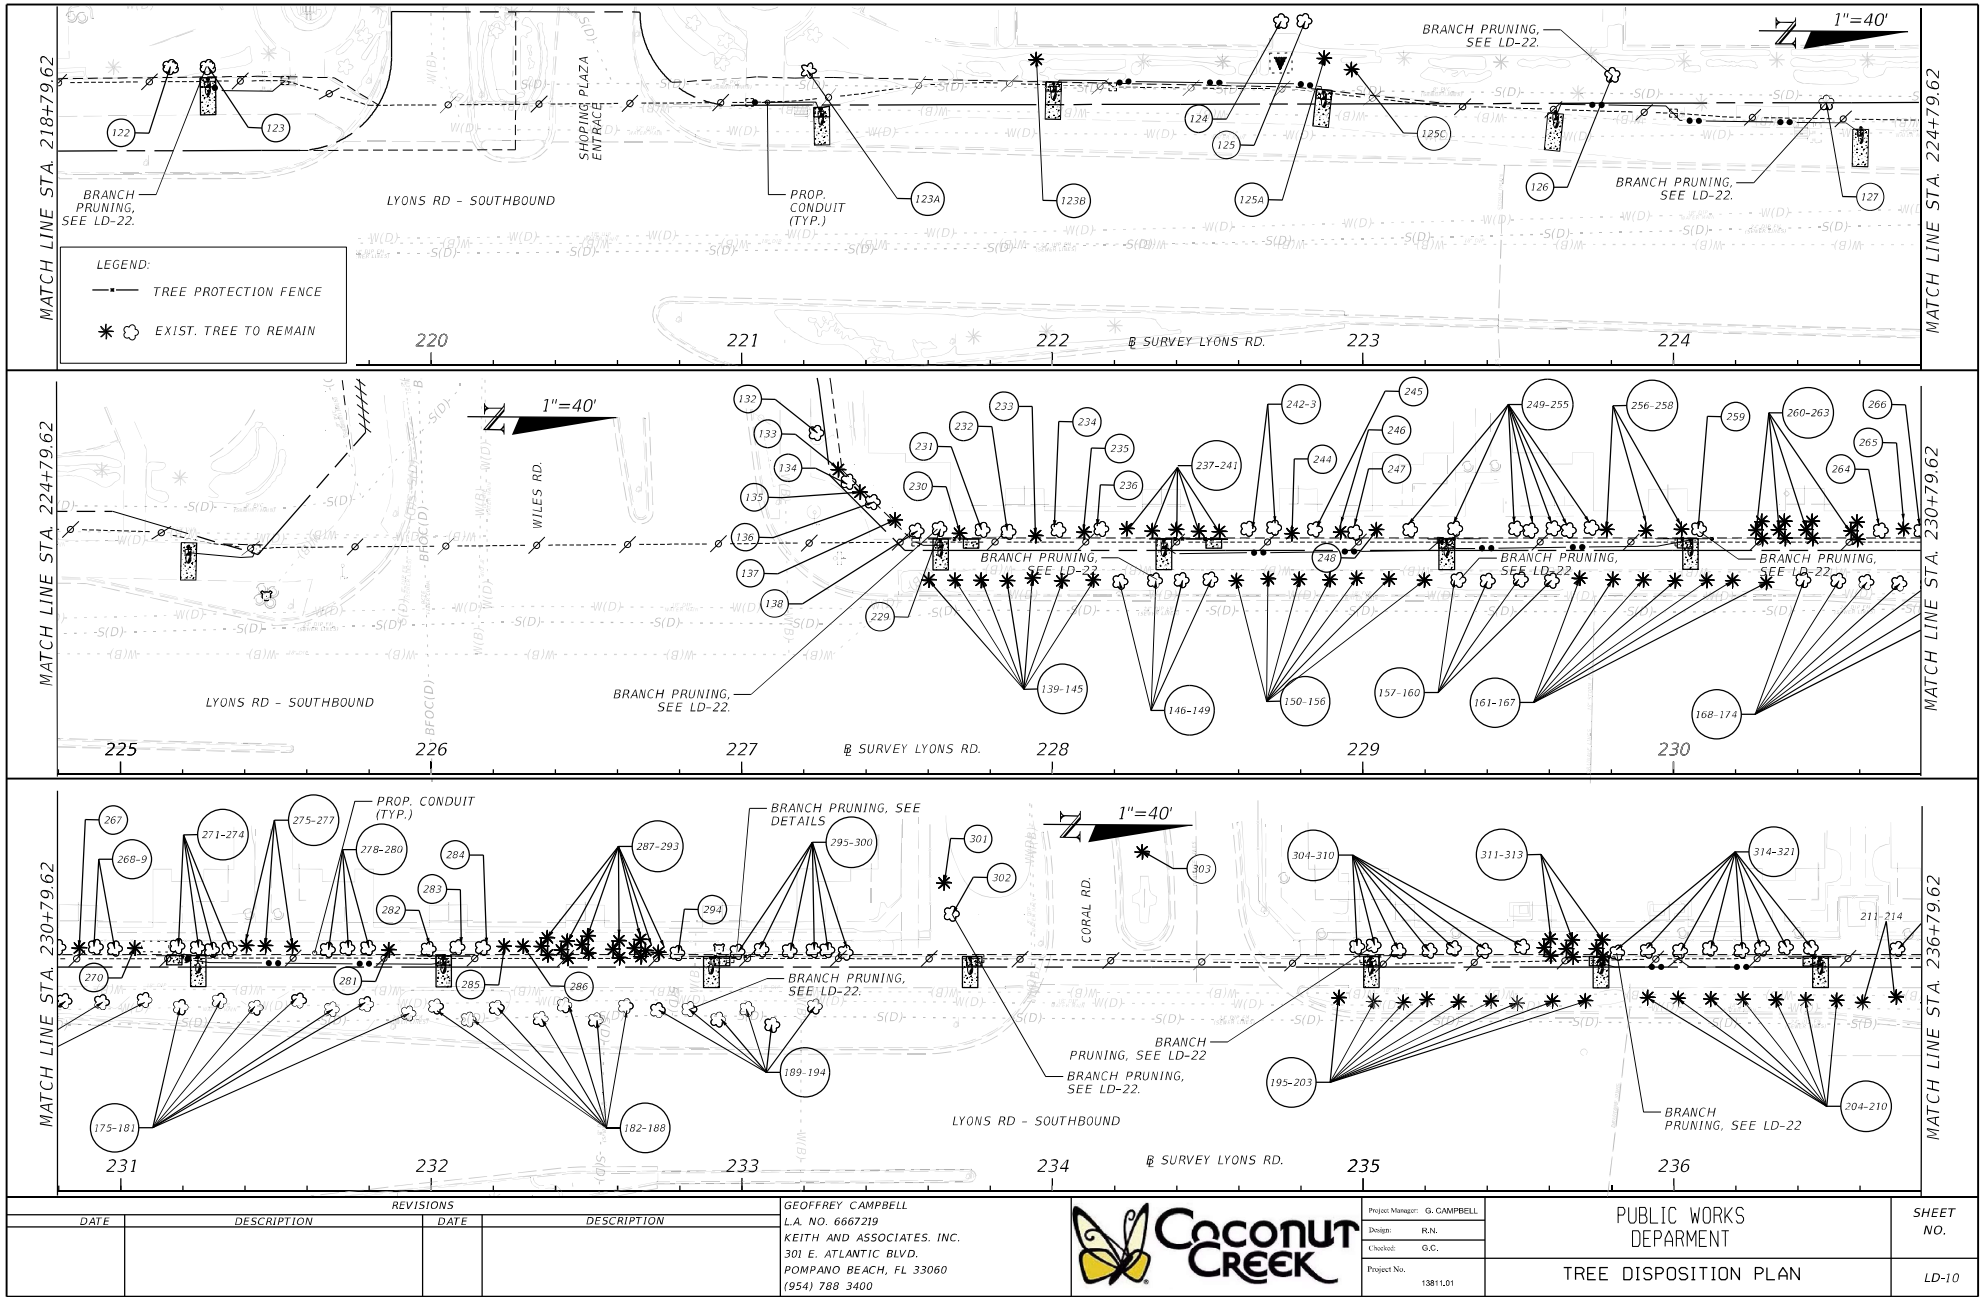 MATCH LINE STA. 218+79.62
BRANCH PRUNING,
SEE LD-22.
1"=40'
N
MATCH LINE STA. 224+79.62
122
123
SHOPING PLAZA
ENTRACE
124
125
125C
BRANCH
PRUNING,
SEE LD-22.
LYONS RD - SOUTHBOUND
PROP.
CONDUIT
(TYP.)
123A
123B
125A
126
BRANCH PRUNING,
SEE LD-22.
127
LEGEND:
TREE PROTECTION FENCE
EXIST. TREE TO REMAIN
220
221
222
℄ SURVEY LYONS RD.
223
224
MATCH LINE STA. 224+79.62
N
1"=40'
WILES RD.
132
133
134
135
136
137
138
229
230
231
232
233
234
235
236
237-241
242-3
244
245
246
247
248
249-255
256-258
259
260-263
264
265
266
MATCH LINE STA. 230+79.62
BRANCH PRUNING,
SEE LD-22
BRANCH PRUNING,
SEE LD-22
BRANCH PRUNING,
SEE LD-22
BRANCH PRUNING,
SEE LD-22.
LYONS RD - SOUTHBOUND
139-145
146-149
150-156
157-160
161-167
168-174
225
226
227
℄ SURVEY LYONS RD.
228
229
230
MATCH LINE STA. 230+79.62
267
268-9
270
271-274
275-277
PROP. CONDUIT
(TYP.)
278-280
281
282
283
284
285
286
287-293
294
BRANCH PRUNING, SEE
DETAILS
295-300
301
302
N
1"=40'
303
CORAL RD.
304-310
311-313
314-321
211-214
MATCH LINE STA. 236+79.62
BRANCH PRUNING,
SEE LD-22.
BRANCH
PRUNING, SEE LD-22
BRANCH PRUNING,
SEE LD-22.
175-181
182-188
189-194
195-203
204-210
BRANCH
PRUNING, SEE LD-22
LYONS RD - SOUTHBOUND
231
232
233
234
℄ SURVEY LYONS RD.
235
236
REVISIONS
DATE DESCRIPTION DATE DESCRIPTION
GEOFFREY CAMPBELL
L.A. NO. 6667219
KEITH AND ASSOCIATES. INC.
301 E. ATLANTIC BLVD.
POMPANO BEACH, FL 33060
(954) 788 3400
Coconut
Creek
Project Manager: G. CAMPBELL
Design: R.N.
Checked: G.C.
Project No. 13811.01
PUBLIC WORKS
DEPARMENT
TREE DISPOSITION PLAN
SHEET
NO.
LD-10